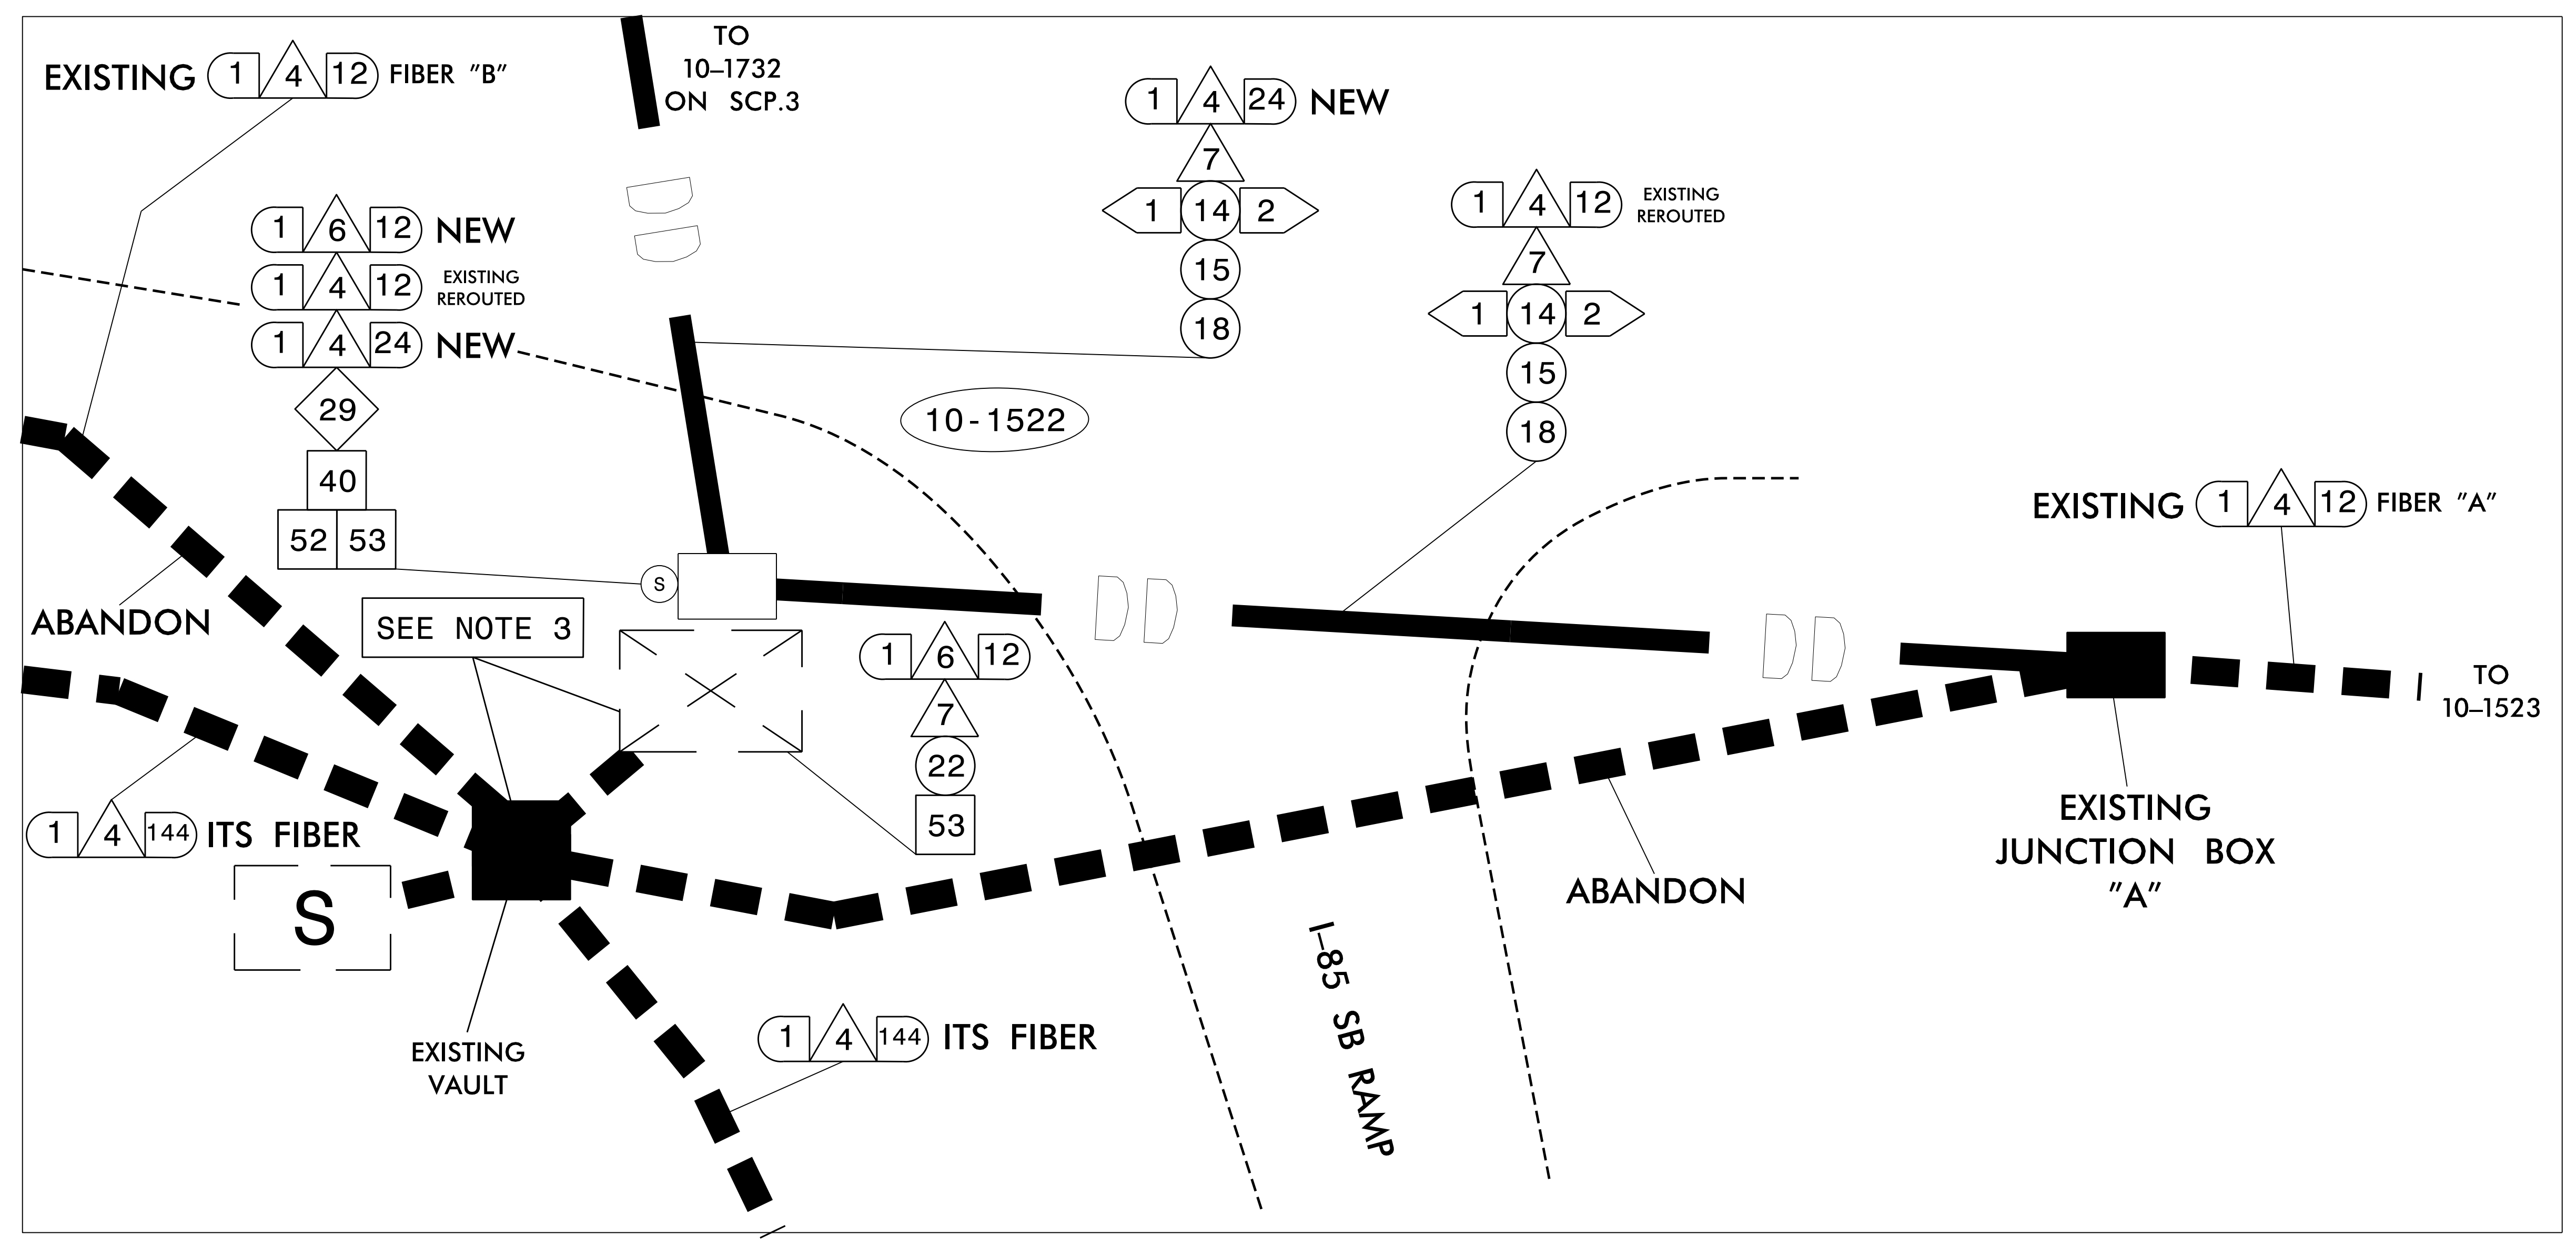 EXISTING 1 4 12 FIBER "B"
TO
10–1732
ON SCP.3
1 4 24 NEW
7
1 14 2
15
18
1 6 12 NEW
1 4 12 EXISTING REROUTED
1 4 24 NEW
29
40
52 53
1 4 12 EXISTING REROUTED
7
1 14 2
15
18
10-1522
EXISTING 1 4 12 FIBER "A"
S
ABANDON
SEE NOTE 3
1 6 12
7
22
53
TO
10–1523
1 4 144 ITS FIBER
S
EXISTING
JUNCTION BOX
"A"
ABANDON
I–85 SB RAMP
EXISTING
VAULT
1 4 144 ITS FIBER